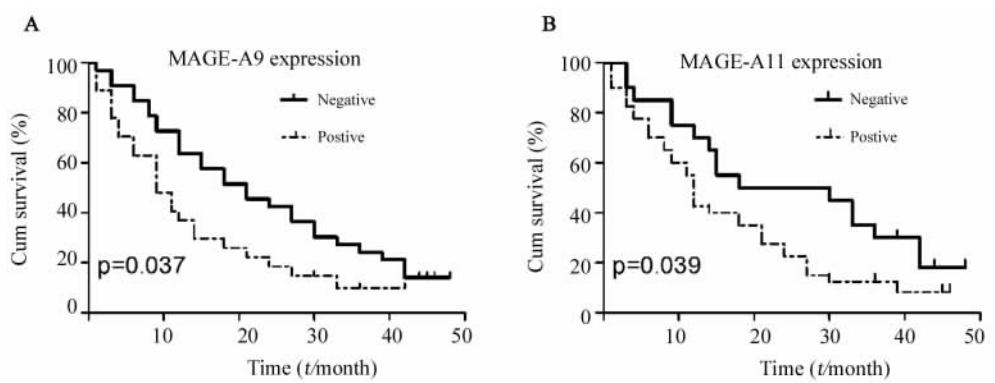 A
MAGE-A9 expression
Negative
Postive
100
80
60
40
20
0
Cum survival (%)
p=0.037
10
20
30
40
50
Time (t/month)
B
MAGE-A11 expression
Negative
Postive
100
80
60
40
20
0
Cum survival (%)
p=0.039
10
20
30
40
50
Time (t/month)